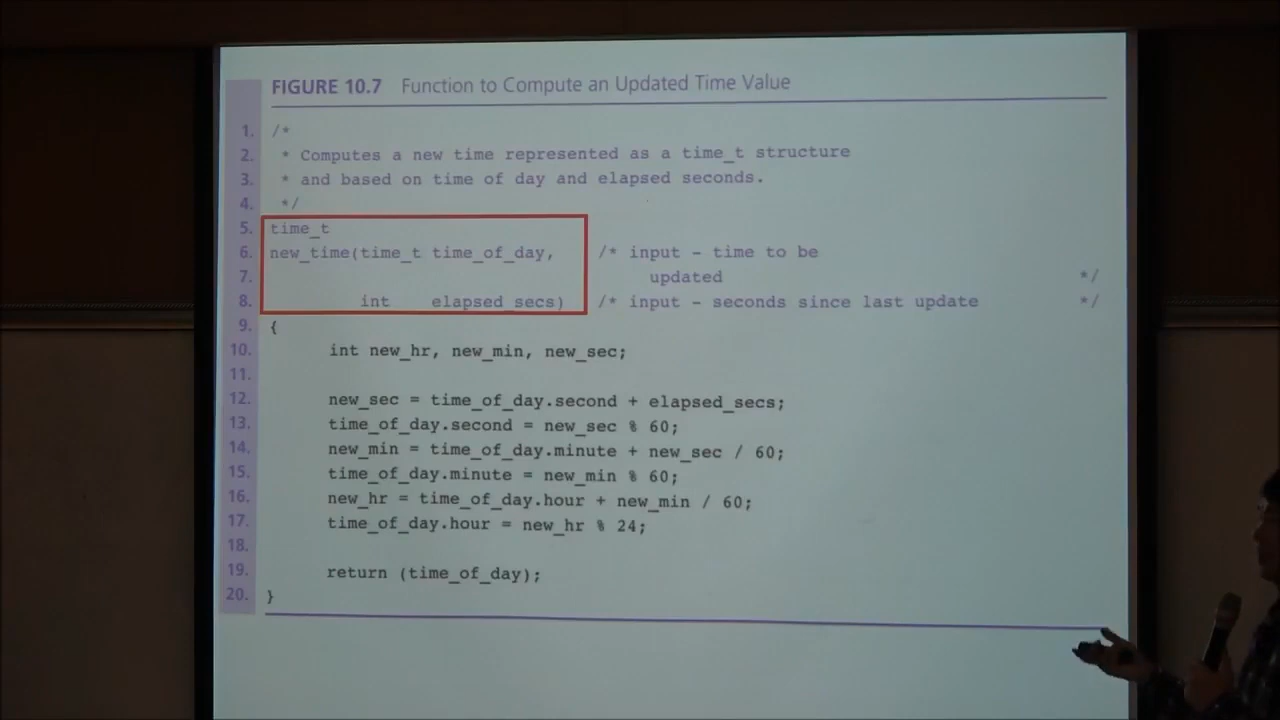 FIGURE 10.7 Function to Compute an Updated Time Value
1. /*
2. * Computes a new time represented as a time_t structure
3. * and based on time of day and elapsed seconds.
4. */
5. time_t
6. new_time(time_t time_of_day, /* input - time to be
7. updated */
8. int elapsed_secs) /* input - seconds since last update */
9. {
10. int new_hr, new_min, new_sec;
11.
12. new_sec = time_of_day.second + elapsed_secs;
13. time_of_day.second = new_sec % 60;
14. new_min = time_of_day.minute + new_sec / 60;
15. time_of_day.minute = new_min % 60;
16. new_hr = time_of_day.hour + new_min / 60;
17. time_of_day.hour = new_hr % 24;
18.
19. return (time_of_day);
20. }